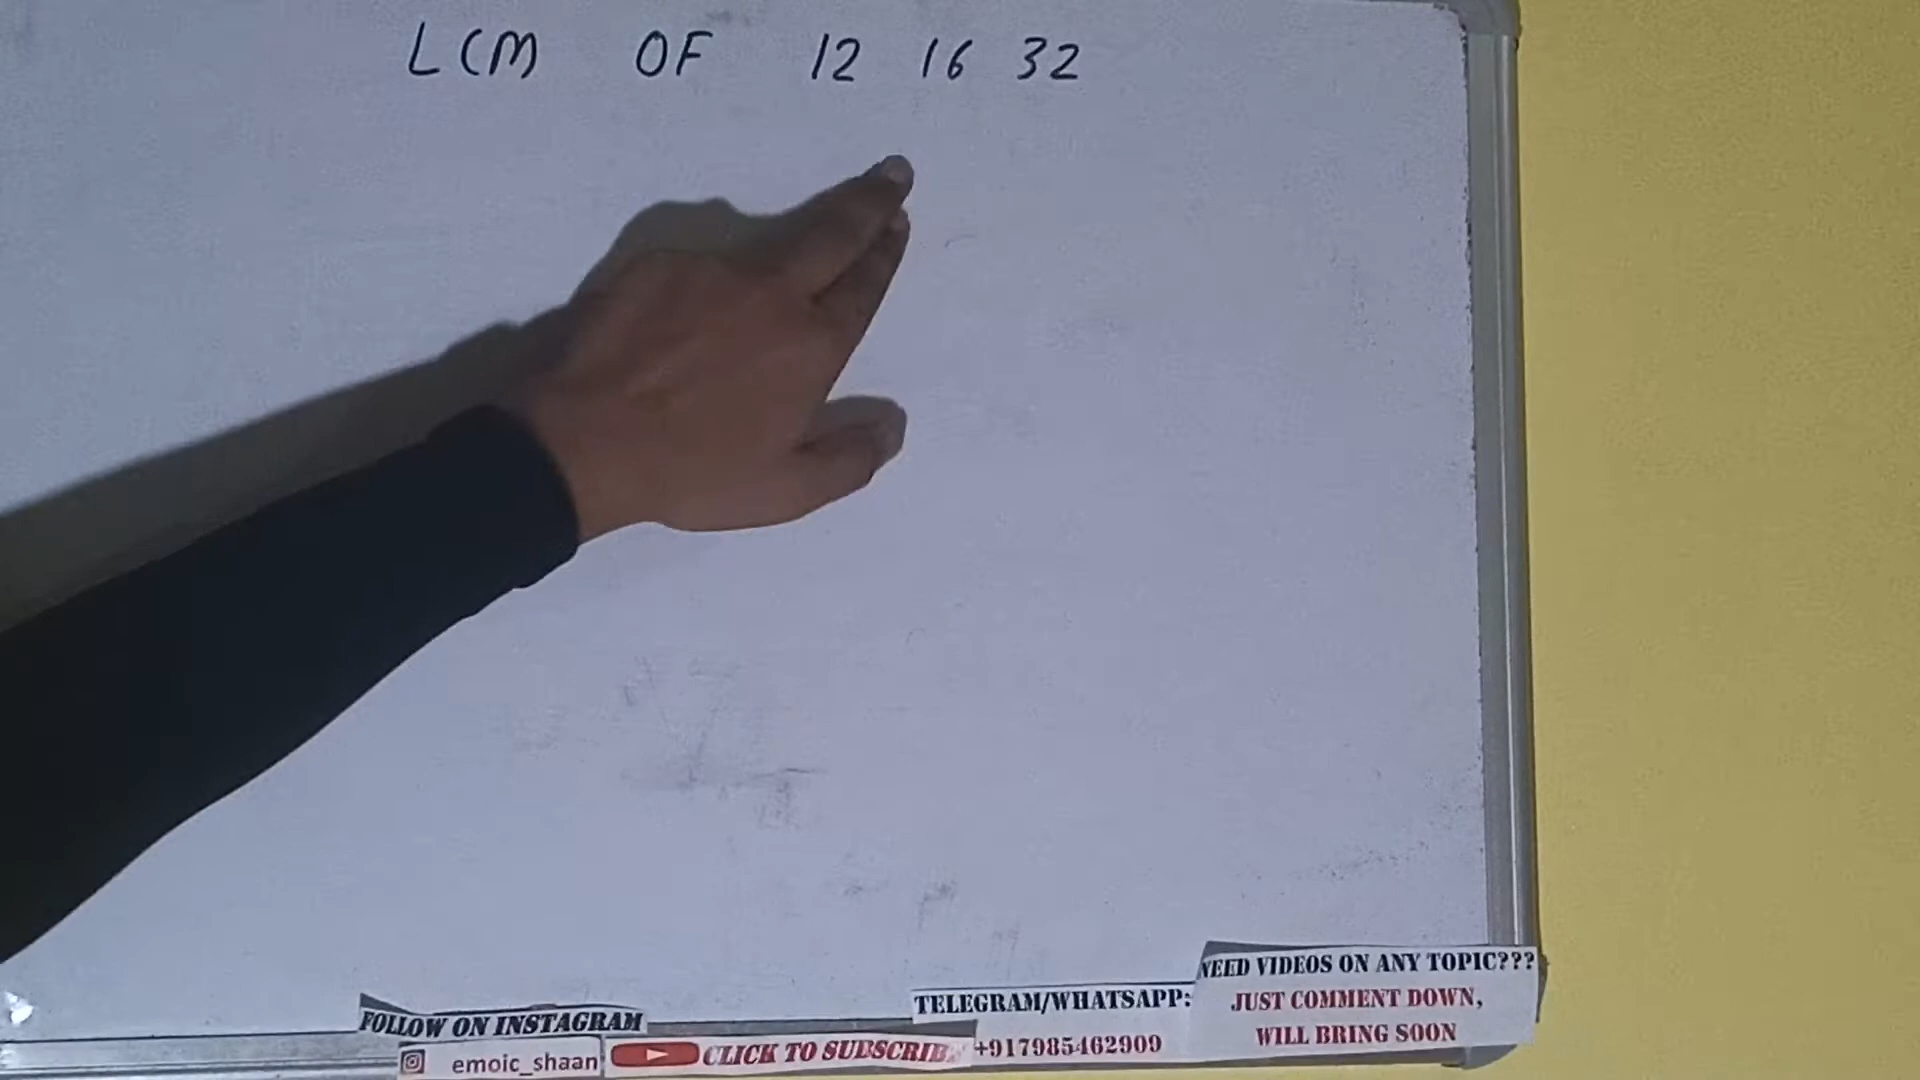 LCM OF 12 16 32
NEED VIDEOS ON ANY TOPIC???
JUST COMMENT DOWN,
WILL BRING SOON
TELEGRAM/WHATSAPP:
+917985462909
FOLLOW ON INSTAGRAM
emoic_shaan
CLICK TO SUBSCRIBE